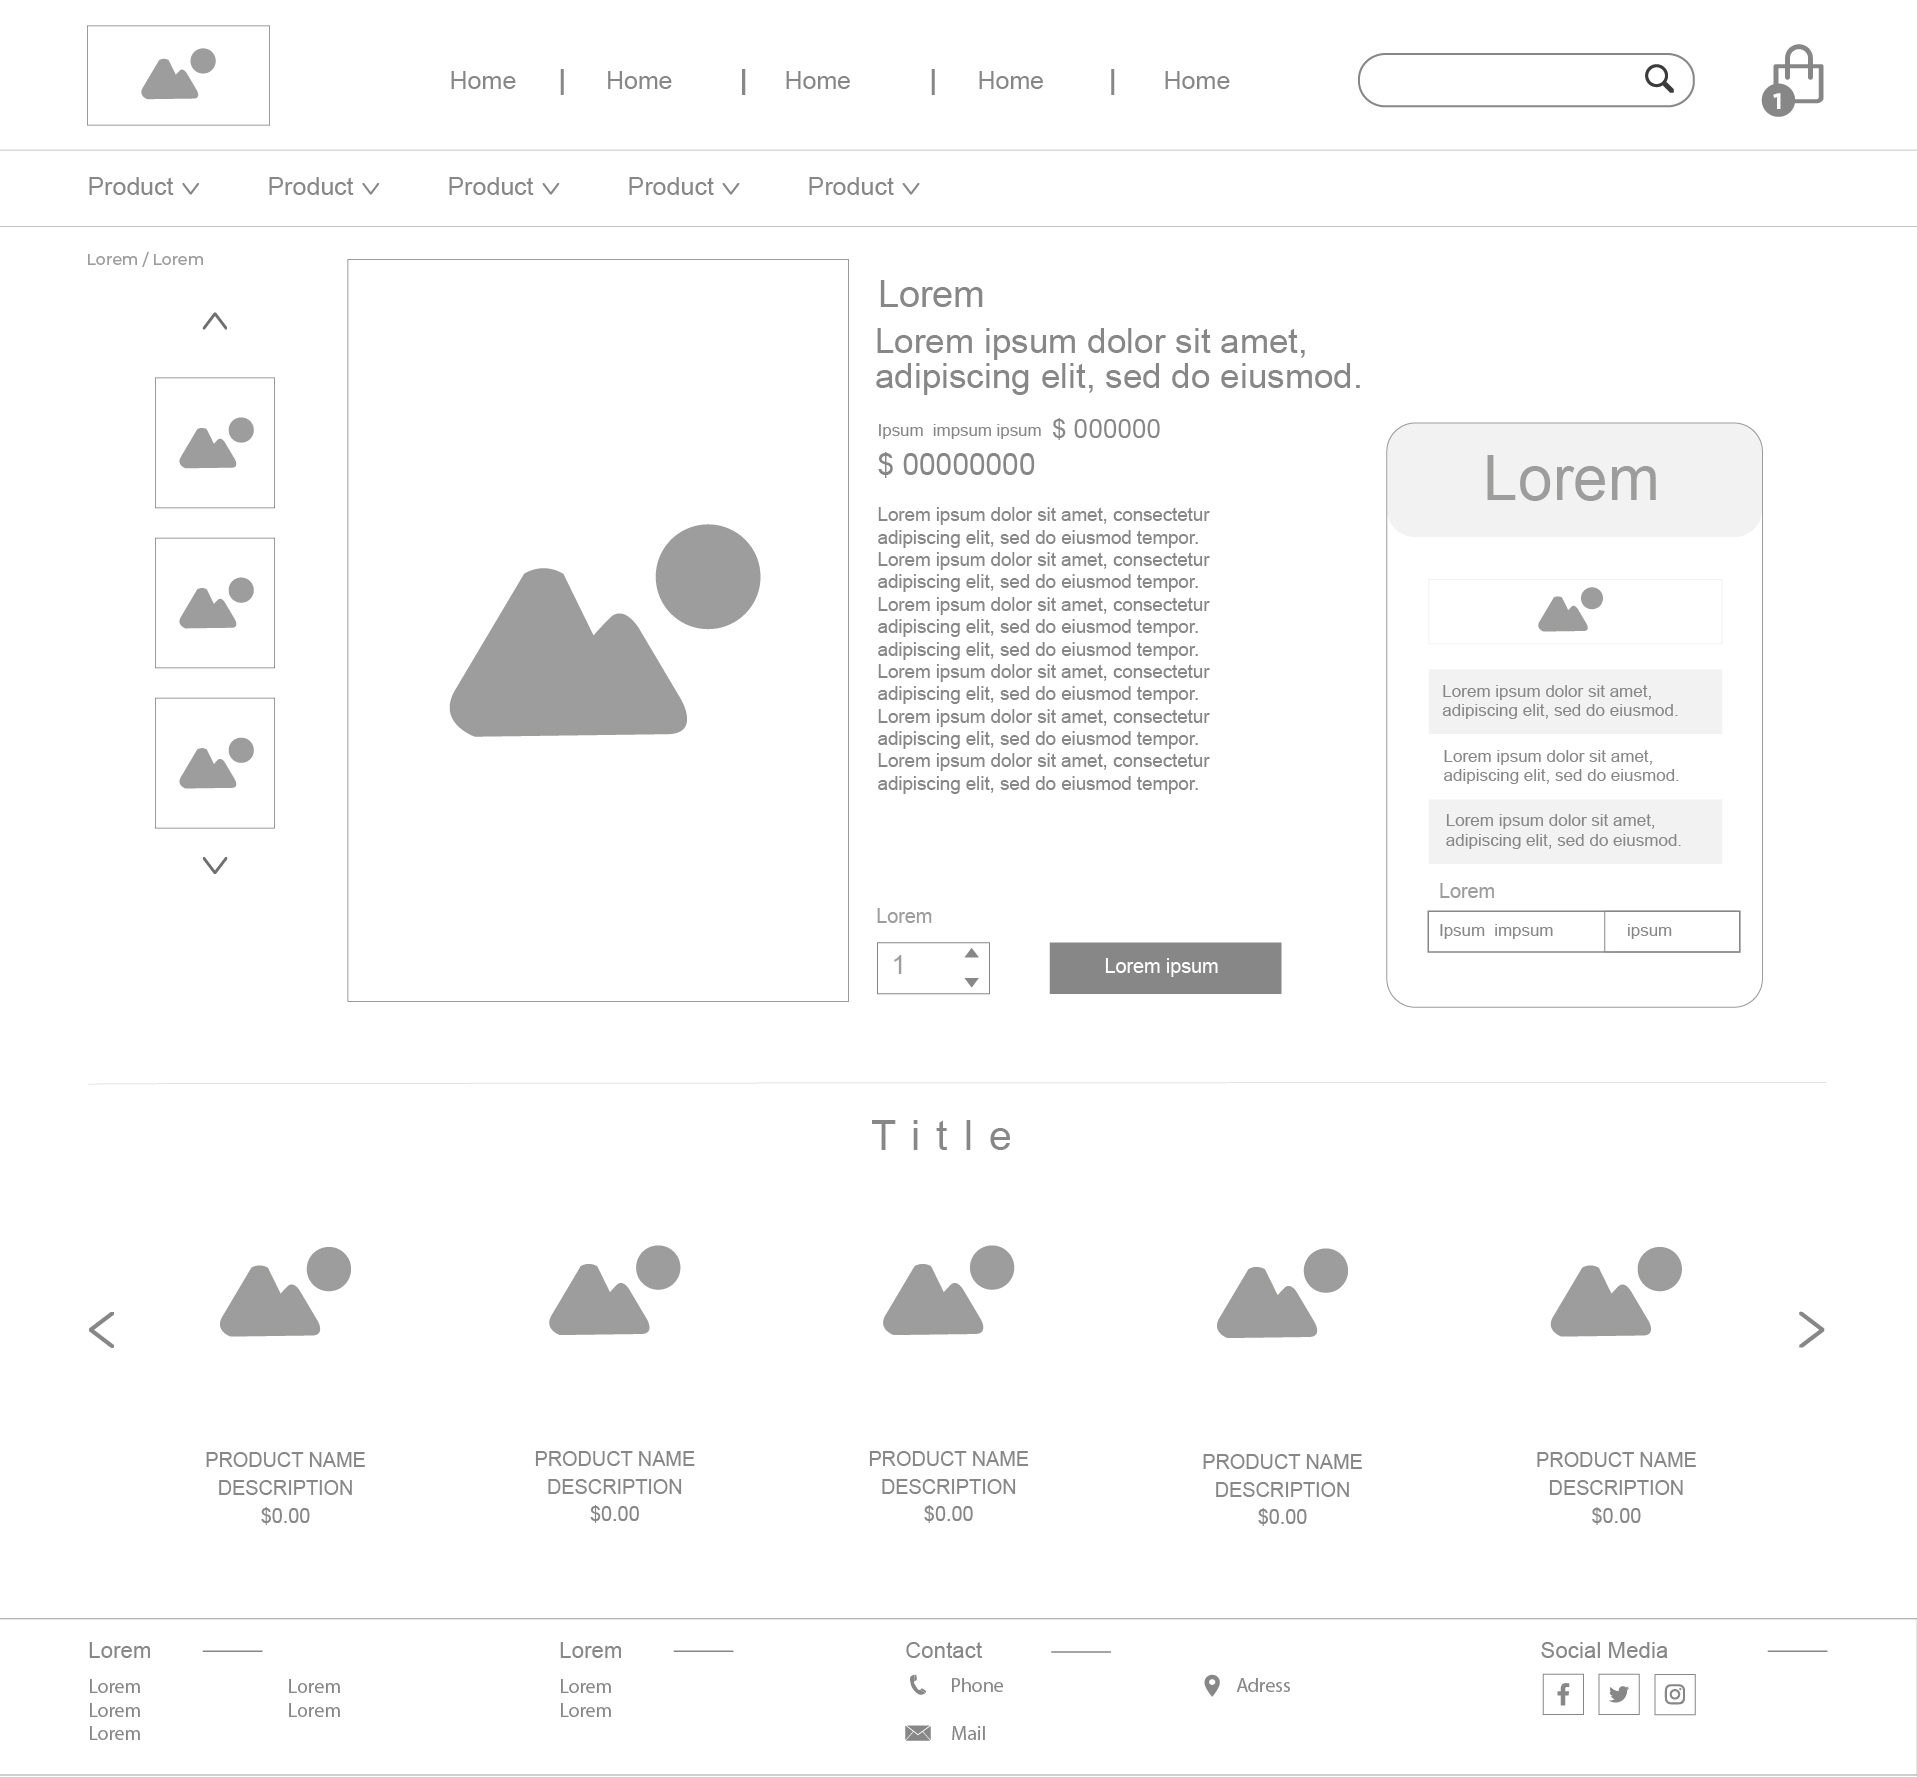 Home | Home | Home | Home | Home
1
Product Product Product Product Product
Lorem / Lorem
Lorem
Lorem ipsum dolor sit amet,
adipiscing elit, sed do eiusmod.
Ipsum impsum ipsum $ 000000
$ 00000000
Lorem ipsum dolor sit amet, consectetur
adipiscing elit, sed do eiusmod tempor.
Lorem ipsum dolor sit amet, consectetur
adipiscing elit, sed do eiusmod tempor.
Lorem ipsum dolor sit amet, consectetur
adipiscing elit, sed do eiusmod tempor.
adipiscing elit, sed do eiusmod tempor.
Lorem ipsum dolor sit amet, consectetur
adipiscing elit, sed do eiusmod tempor.
Lorem ipsum dolor sit amet, consectetur
adipiscing elit, sed do eiusmod tempor.
Lorem ipsum dolor sit amet, consectetur
adipiscing elit, sed do eiusmod tempor.
Lorem
1
Lorem ipsum
Lorem
Lorem ipsum dolor sit amet,
adipiscing elit, sed do eiusmod.
Lorem ipsum dolor sit amet,
adipiscing elit, sed do eiusmod.
Lorem ipsum dolor sit amet,
adipiscing elit, sed do eiusmod.
Lorem
Ipsum impsum ipsum
Title
PRODUCT NAME
DESCRIPTION
$0.00
PRODUCT NAME
DESCRIPTION
$0.00
PRODUCT NAME
DESCRIPTION
$0.00
PRODUCT NAME
DESCRIPTION
$0.00
PRODUCT NAME
DESCRIPTION
$0.00
Lorem
Lorem
Lorem
Lorem
Lorem
Lorem
Lorem
Lorem
Lorem
Contact
Phone
Adress
Mail
Social Media